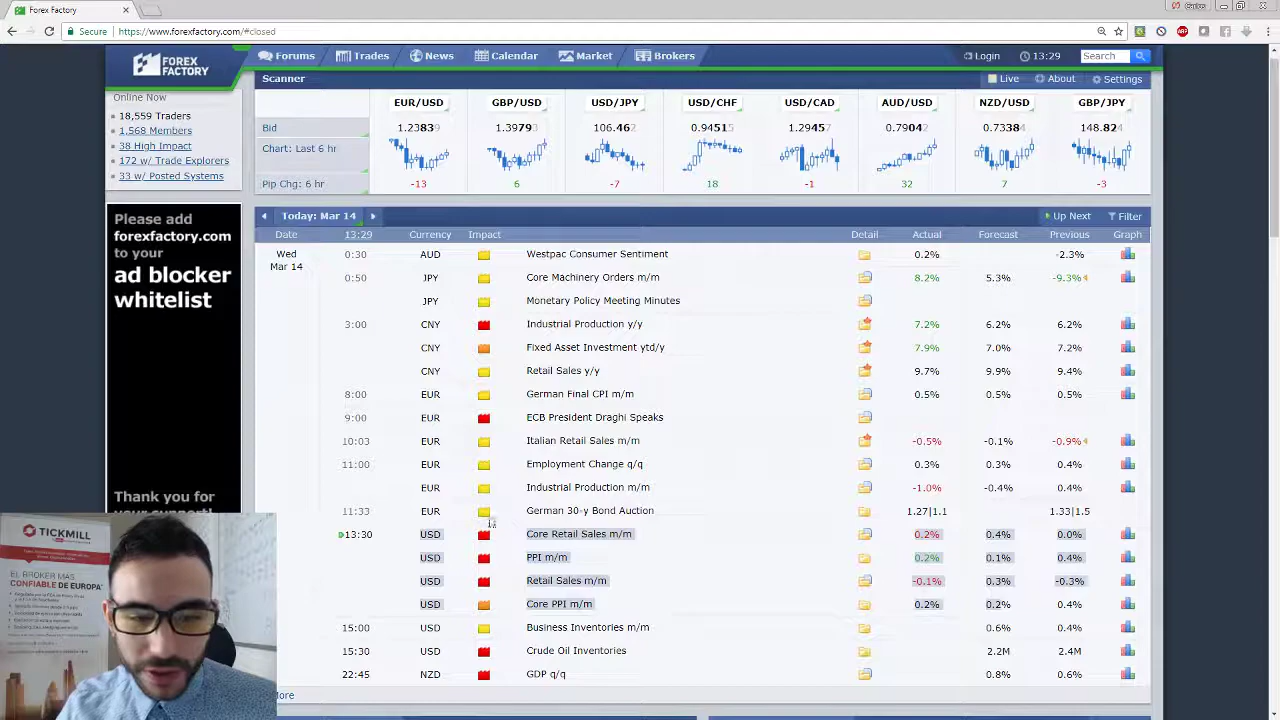 Forex Factory
Secure
https://www.forexfactory.com/#closed
FOREX FACTORY
Forums
Trades
News
Calendar
Market
Brokers
Login
13:29
Search
Scanner
Live
About
Settings
Online Now
18,559 Traders
1,568 Members
38 High Impact
172 w/ Trade Explorers
33 w/ Posted Systems
EUR/USD GBP/USD USD/JPY USD/CHF USD/CAD AUD/USD NZD/USD GBP/JPY
Bid 1.23839 1.39793 106.462 0.94515 1.29457 0.79042 0.73384 148.824
Chart: Last 6 hr
Pip Chg: 6 hr -13 6 -7 18 -1 32 7 -3
Please add
forexfactory.com
to your
ad blocker
whitelist
Thank you for
Today: Mar 14
Up Next
Filter
Date 13:29 Currency Impact Detail Actual Forecast Previous Graph
Wed
Mar 14
0:30 AUD Westpac Consumer Sentiment 0.2% -2.3%
0:50 JPY Core Machinery Orders m/m 8.2% 5.3% -9.3%
JPY Monetary Policy Meeting Minutes
3:00 CNY Industrial Production y/y 7.2% 6.2% 6.2%
CNY Fixed Asset Investment ytd/y 7.9% 7.0% 7.2%
CNY Retail Sales y/y 9.7% 9.9% 9.4%
8:00 EUR German Final CPI m/m 0.5% 0.5% 0.5%
9:00 EUR ECB President Draghi Speaks
10:03 EUR Italian Retail Sales m/m -0.5% -0.1% -0.9%
11:00 EUR Employment Change q/q 0.3% 0.3% 0.4%
EUR Industrial Production m/m -1.0% -0.4% 0.4%
11:33 EUR German 30-y Bond Auction 1.27|1.1 1.33|1.5
13:30 USD Core Retail Sales m/m 0.2% 0.4% 0.0%
USD PPI m/m 0.2% 0.1% 0.4%
USD Retail Sales m/m -0.1% 0.3% -0.3%
USD Core PPI m/m 0.2% 0.2% 0.4%
USD Business Inventories m/m 0.6% 0.4%
15:30 USD Crude Oil Inventories 2.2M 2.4M
22:45 NZD GDP q/q 0.8% 0.6%
More
TICKMILL
EL BROKER MÁS
CONFIABLE DE EUROPA*